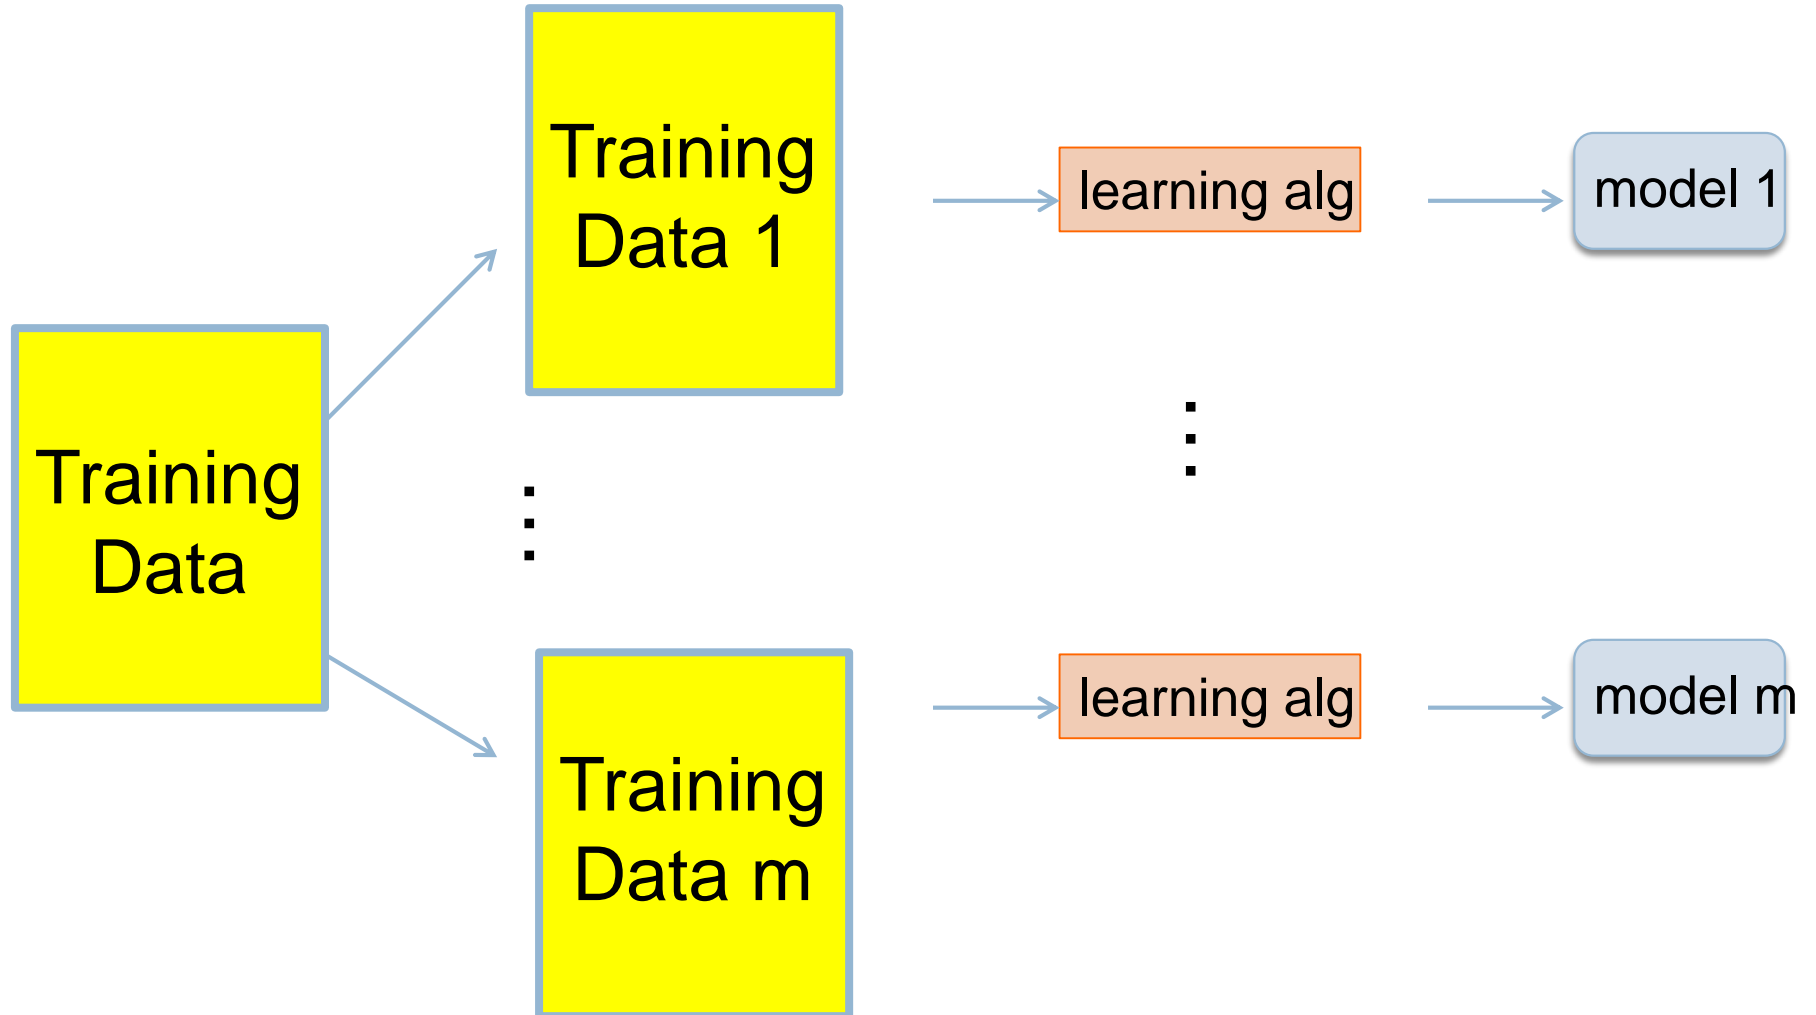 Training
Data 1
learning alg
model 1
Training
Data
Training
Data m
learning alg
model m